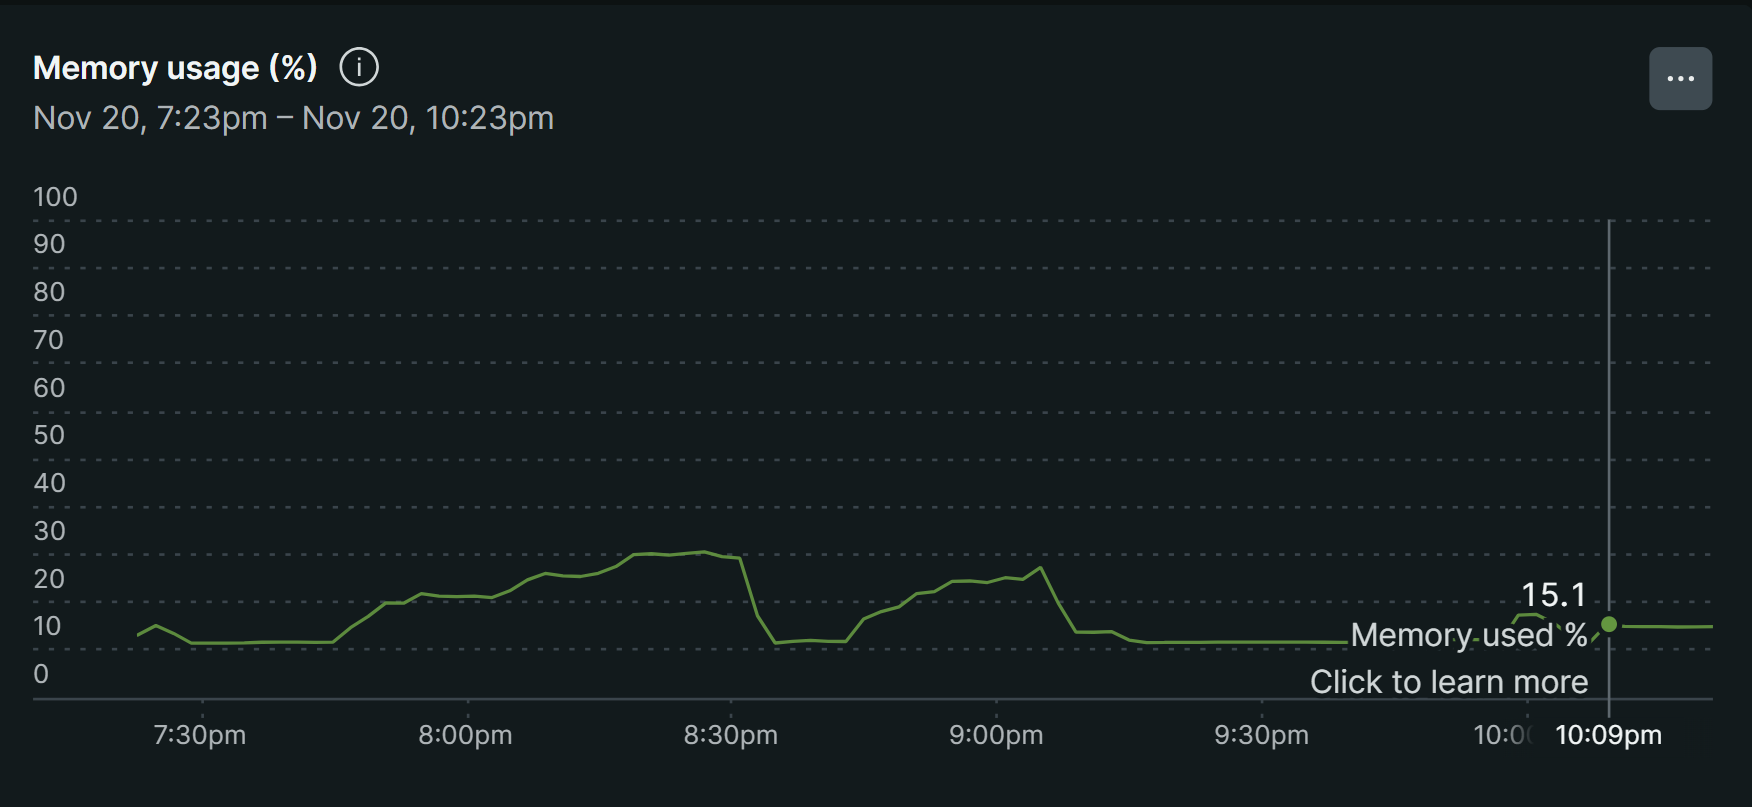 Memory usage (%)
Nov 20, 7:23pm – Nov 20, 10:23pm
100
90
80
70
60
50
40
30
20
10
0
15.1
Memory used %
Click to learn more
7:30pm 8:00pm 8:30pm 9:00pm 9:30pm 10:00 10:09pm